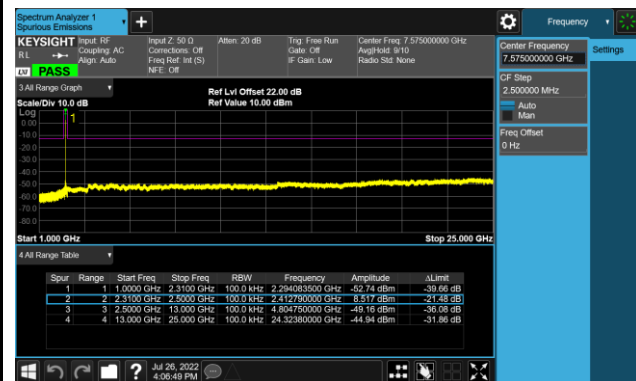 Spectrum Analyzer 1
Spurious Emissions
Frequency
KEYSIGHT
RL
LXI PASS
Input: RF
Coupling: AC
Align: Auto
Input Z: 50 Ω
Corrections: Off
Freq Ref: Int (S)
NFE: Off
Atten: 20 dB
Trig: Free Run
Gate: Off
IF Gain: Low
Center Freq: 7.575000000 GHz
Avg|Hold: 9/10
Radio Std: None
Center Frequency
7.575000000 GHz
Settings
CF Step
2.500000 MHz
Auto
Man
Freq Offset
0 Hz
3 All Range Graph
Scale/Div 10.0 dB
Ref Lvl Offset 22.00 dB
Ref Value 10.00 dBm
Log
1
0.00
-10.0
-20.0
-30.0
-40.0
-50.0
-60.0
-70.0
-80.0
Start 1.000 GHz
Stop 25.000 GHz
4 All Range Table
Spur Range Start Freq Stop Freq RBW Frequency Amplitude ΔLimit
1 1 1.0000 GHz 2.3100 GHz 100.0 kHz 2.294083500 GHz -52.74 dBm -39.66 dB
2 2 2.3100 GHz 2.5000 GHz 100.0 kHz 2.412790000 GHz 8.517 dBm -21.48 dB
3 3 2.5000 GHz 13.000 GHz 100.0 kHz 4.804750000 GHz -49.16 dBm -36.08 dB
4 4 13.000 GHz 25.000 GHz 100.0 kHz 24.32380000 GHz -44.94 dBm -31.86 dB
Jul 26, 2022
4:06:49 PM